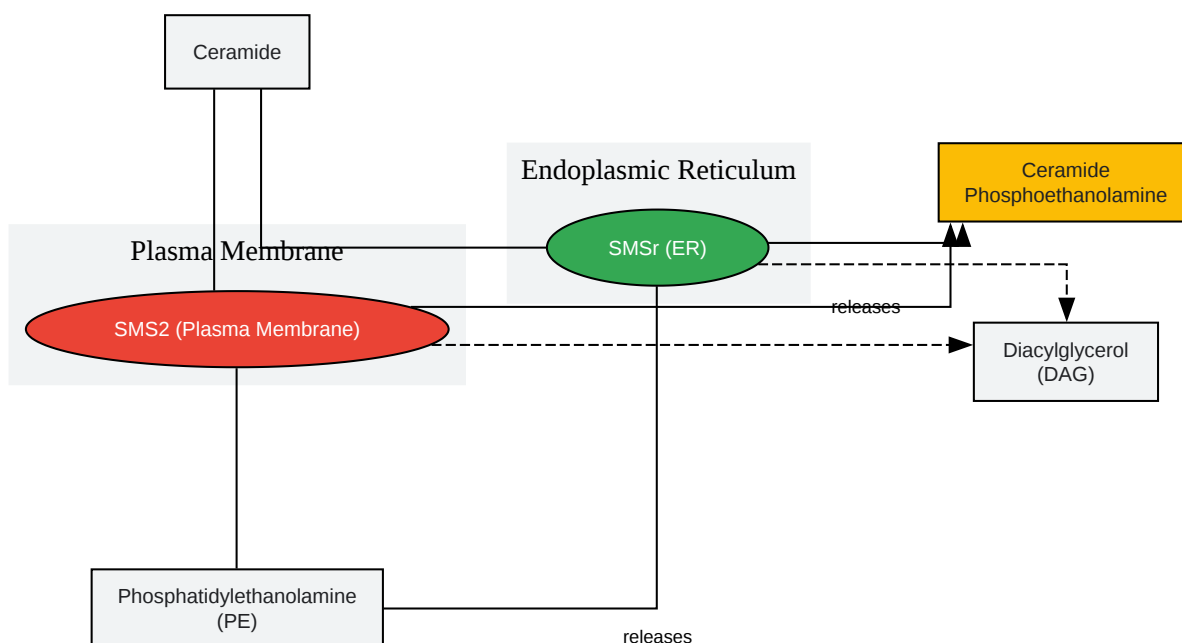 Ceramide
Endoplasmic Reticulum
Ceramide
Phosphoethanolamine
SMSr (ER)
Plasma Membrane
releases
SMS2 (Plasma Membrane)
Diacylglycerol
(DAG)
Phosphatidylethanolamine
(PE)
releases